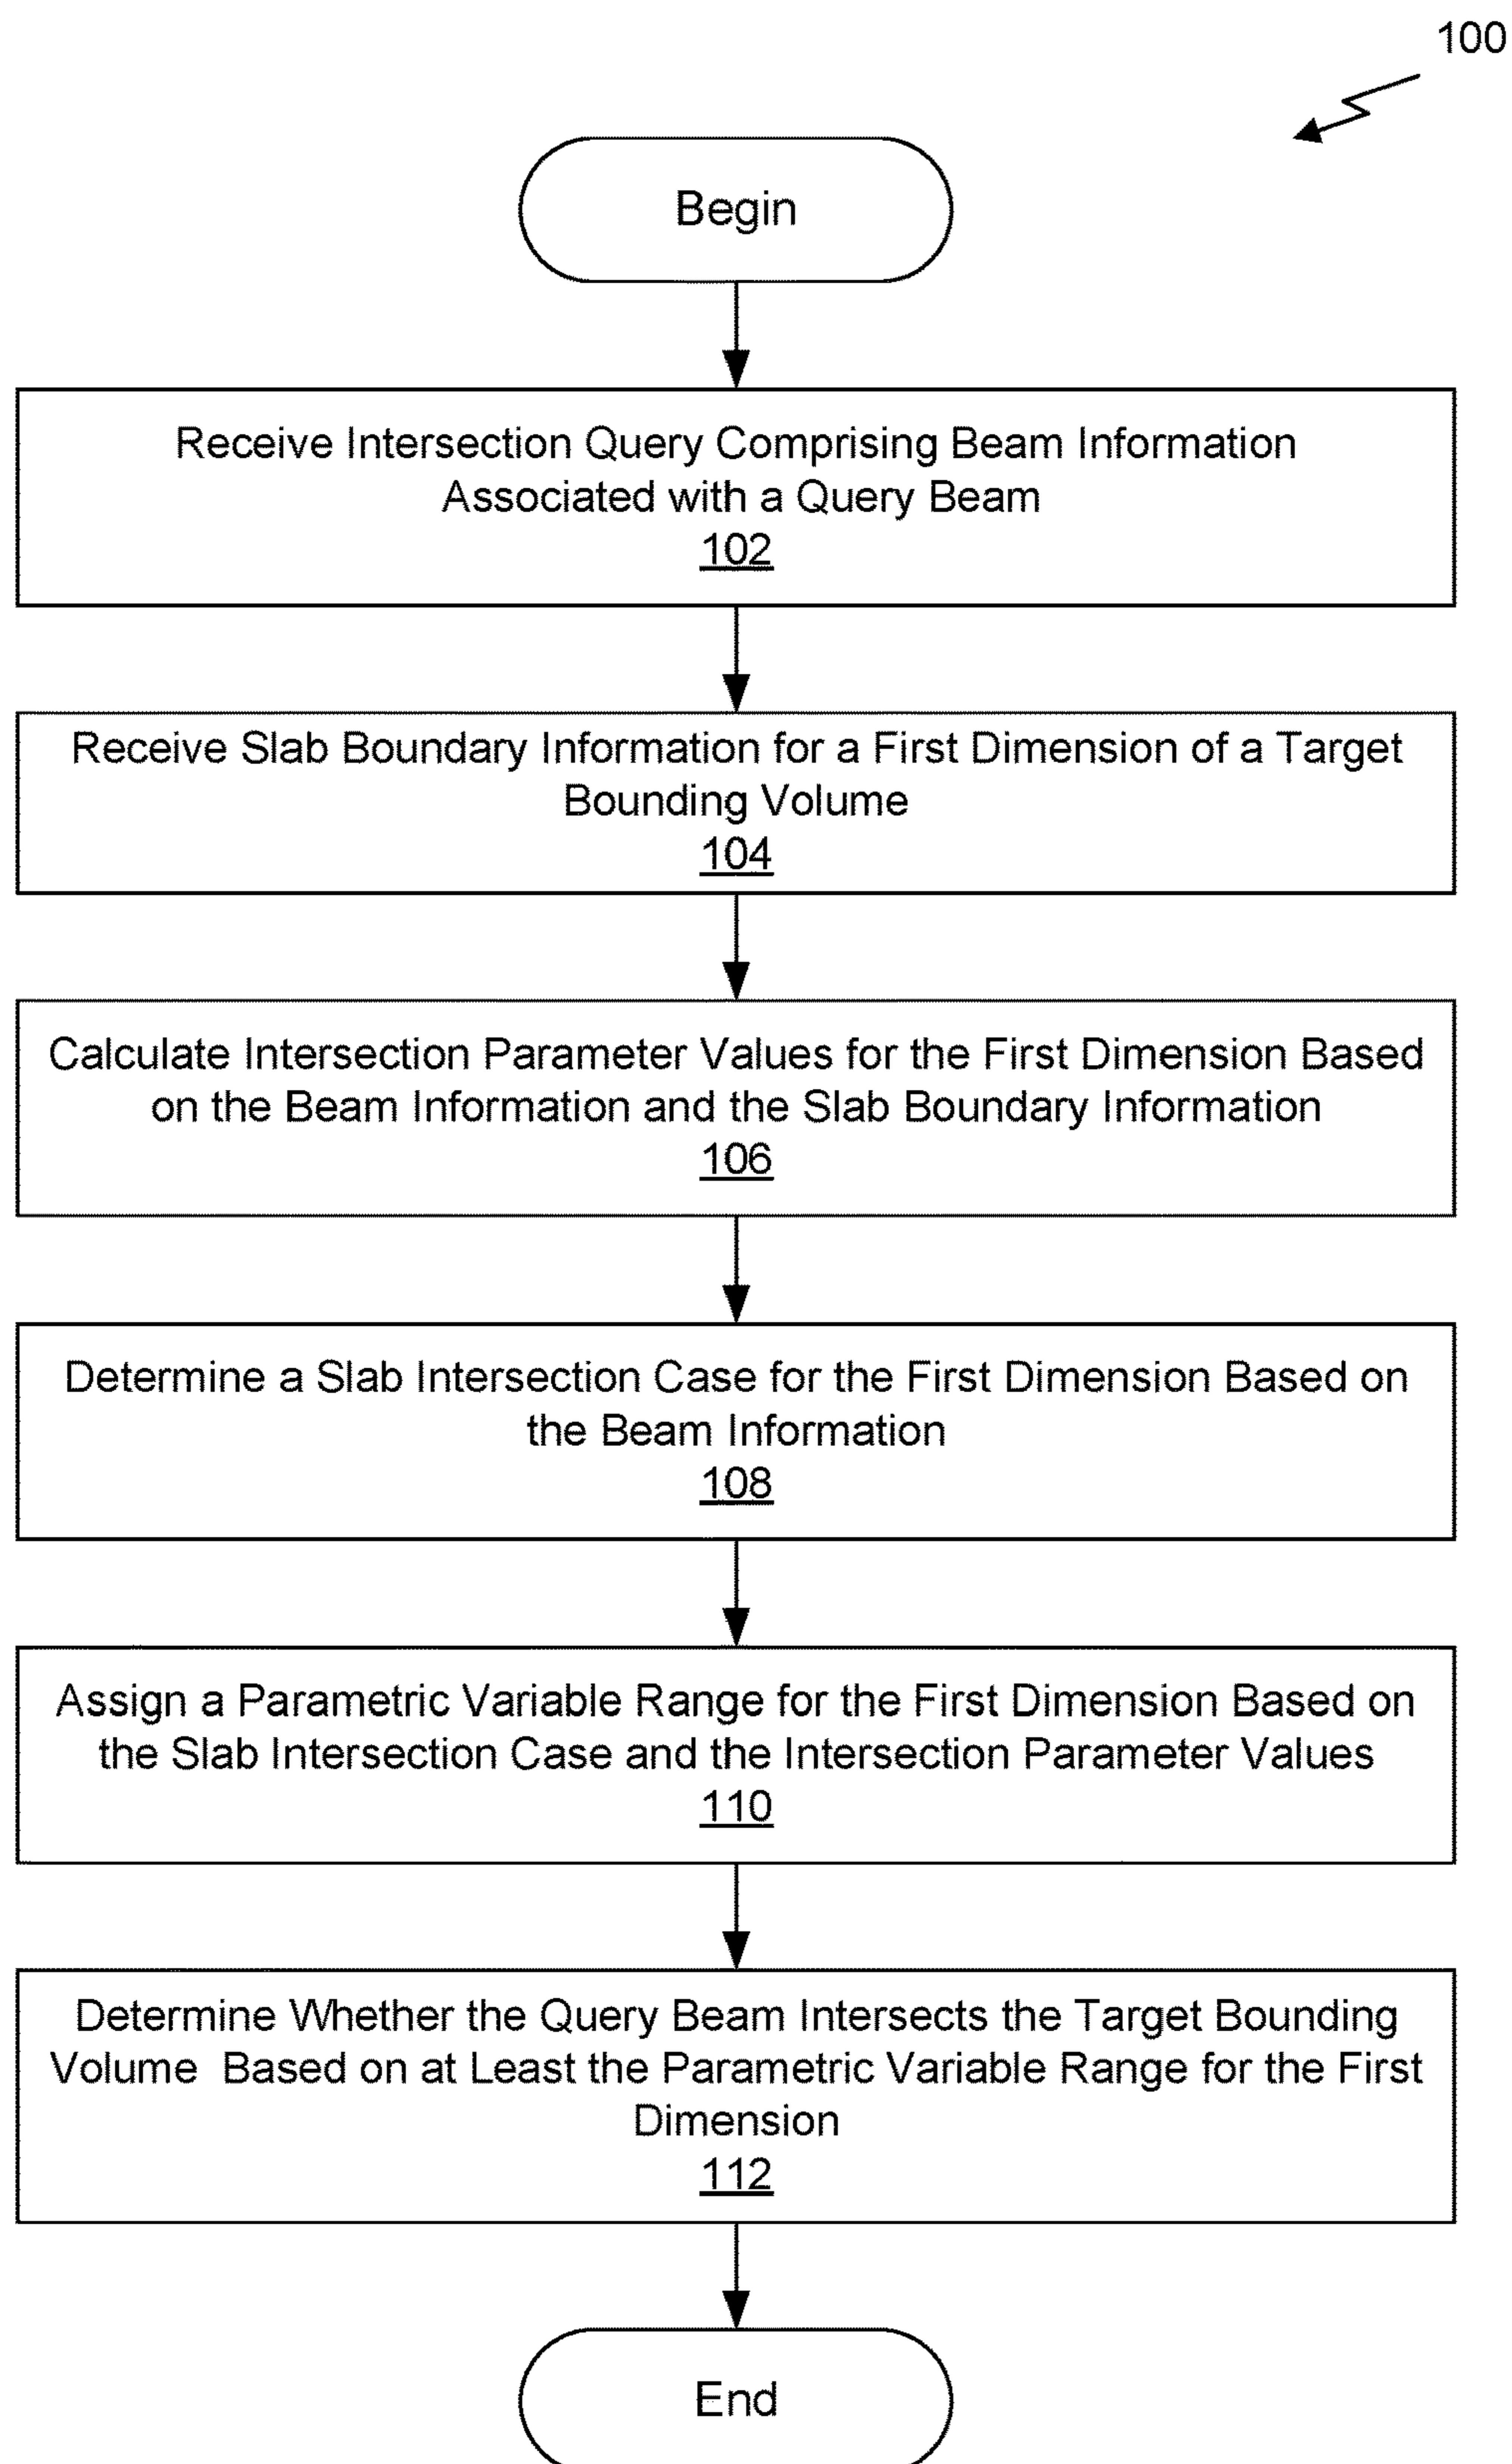 100
Begin
Receive Intersection Query Comprising Beam Information
Associated with a Query Beam
102
Receive Slab Boundary Information for a First Dimension of a Target
Bounding Volume
104
Calculate Intersection Parameter Values for the First Dimension Based
on the Beam Information and the Slab Boundary Information
106
Determine a Slab Intersection Case for the First Dimension Based on
the Beam Information
108
Assign a Parametric Variable Range for the First Dimension Based on
the Slab Intersection Case and the Intersection Parameter Values
110
Determine Whether the Query Beam Intersects the Target Bounding
Volume Based on at Least the Parametric Variable Range for the First
Dimension
112
End